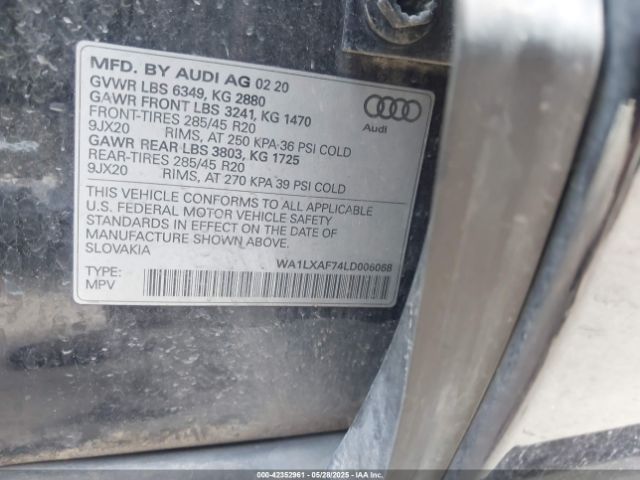 MFD. BY AUDI AG 02 20
GVWR LBS 6349, KG 2880
GAWR FRONT LBS 3241, KG 1470
FRONT-TIRES 285/45 R20
9JX20 RIMS, AT 250 KPA 36 PSI COLD
GAWR REAR LBS 3803, KG 1725
REAR-TIRES 285/45 R20
9JX20 RIMS, AT 270 KPA 39 PSI COLD
Audi
THIS VEHICLE CONFORMS TO ALL APPLICABLE
U.S. FEDERAL MOTOR VEHICLE SAFETY
STANDARDS IN EFFECT ON THE DATE OF
MANUFACTURE SHOWN ABOVE.
SLOVAKIA
WA1LXAF74LD006068
TYPE:
MPV
00-42352961 - 05/28/2025 - IAAI.COM